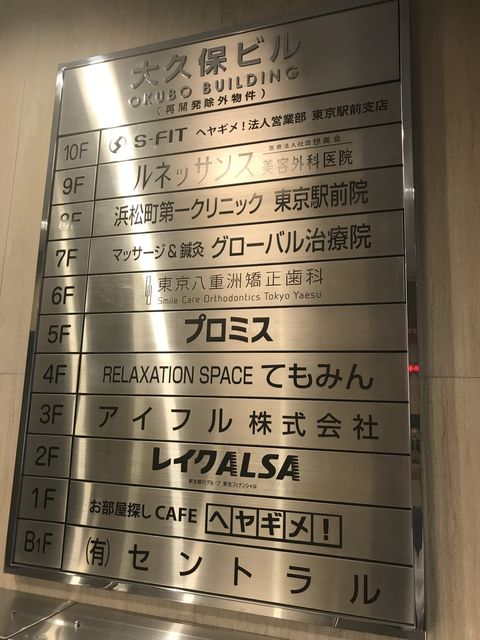 大久保ビル
OKUBO BUILDING
(再開発除外物件)
10F S-FIT ヘヤギメ!法人営業部 東京駅前支店
医療法人社団想美会
9F ルネッサンス美容外科医院
8F 浜松町第一クリニック 東京駅前院
7F マッサージ&鍼灸 グローバル治療院
6F 東京八重洲矯正歯科
Smile Care Orthodontics Tokyo Yaesu
5F プロミス
4F RELAXATION SPACE てもみん
3F アイフル 株式会社
2F レイクALSA
新生銀行グループ 新生フィナンシャル
1F お部屋探しCAFE ヘヤギメ!
B1F (有) セントラル